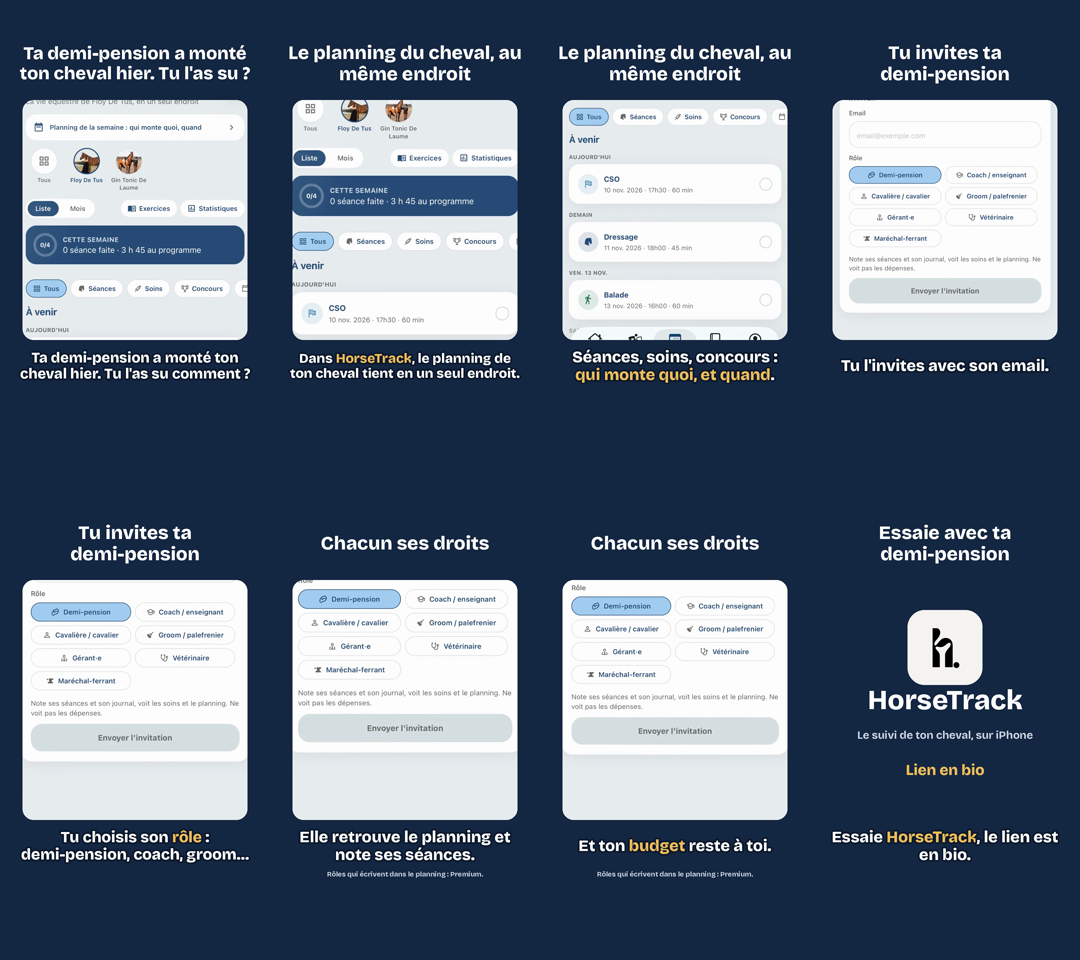 Ta demi-pension a monté
ton cheval hier. Tu l'as su ?
La vie équestre de Floy De Tus, en un seul endroit
Planning de la semaine : qui monte quoi, quand
Tous
Floy De Tus
Gin Tonic De
Laume
Liste
Mois
Exercices
Statistiques
0/4
CETTE SEMAINE
0 séance faite · 3 h 45 au programme
Tous
Séances
Soins
Concours
À venir
AUJOURD'HUI
Ta demi-pension a monté ton
cheval hier. Tu l'as su comment ?
Le planning du cheval, au
même endroit
Tous
Floy De Tus
Gin Tonic De
Laume
Liste
Mois
Exercices
Statistiques
0/4
CETTE SEMAINE
0 séance faite · 3 h 45 au programme
Tous
Séances
Soins
Concours
À venir
AUJOURD'HUI
CSO
10 nov. 2026 · 17h30 · 60 min
Dans HorseTrack, le planning de
ton cheval tient en un seul endroit.
Le planning du cheval, au
même endroit
Tous
Séances
Soins
Concours
À venir
AUJOURD'HUI
CSO
10 nov. 2026 · 17h30 · 60 min
DEMAIN
Dressage
11 nov. 2026 · 18h00 · 45 min
VEN. 13 NOV.
Balade
13 nov. 2026 · 16h00 · 60 min
Séances, soins, concours :
qui monte quoi, et quand.
Tu invites ta
demi-pension
Email
email@exemple.com
Rôle
Demi-pension
Coach / enseignant
Cavalière / cavalier
Groom / palefrenier
Gérant·e
Vétérinaire
Maréchal-ferrant
Note ses séances et son journal, voit les soins et le planning. Ne
voit pas les dépenses.
Envoyer l'invitation
Tu l'invites avec son email.
Tu invites ta
demi-pension
Rôle
Demi-pension
Coach / enseignant
Cavalière / cavalier
Groom / palefrenier
Gérant·e
Vétérinaire
Maréchal-ferrant
Note ses séances et son journal, voit les soins et le planning. Ne
voit pas les dépenses.
Envoyer l'invitation
Tu choisis son rôle :
demi-pension, coach, groom...
Chacun ses droits
Rôle
Demi-pension
Coach / enseignant
Cavalière / cavalier
Groom / palefrenier
Gérant·e
Vétérinaire
Maréchal-ferrant
Note ses séances et son journal, voit les soins et le planning. Ne
voit pas les dépenses.
Envoyer l'invitation
Elle retrouve le planning et
note ses séances.
Rôles qui écrivent dans le planning : Premium.
Chacun ses droits
Rôle
Demi-pension
Coach / enseignant
Cavalière / cavalier
Groom / palefrenier
Gérant·e
Vétérinaire
Maréchal-ferrant
Note ses séances et son journal, voit les soins et le planning. Ne
voit pas les dépenses.
Envoyer l'invitation
Et ton budget reste à toi.
Rôles qui écrivent dans le planning : Premium.
Essaie avec ta
demi-pension
h.
HorseTrack
Le suivi de ton cheval, sur iPhone
Lien en bio
Essaie HorseTrack, le lien est
en bio.